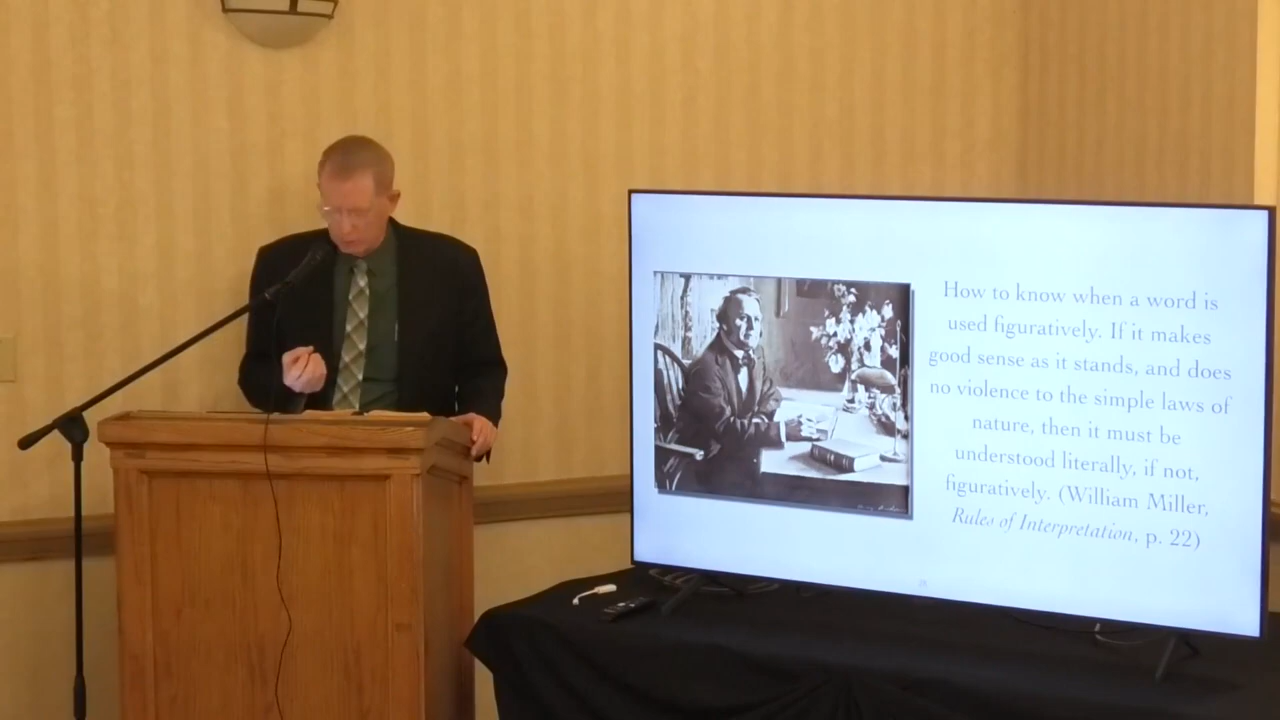 How to know when a word is
used figuratively. If it makes
good sense as it stands, and does
no violence to the simple laws of
nature, then it must be
understood literally, if not,
figuratively. (William Miller,
Rules of Interpretation, p. 22)